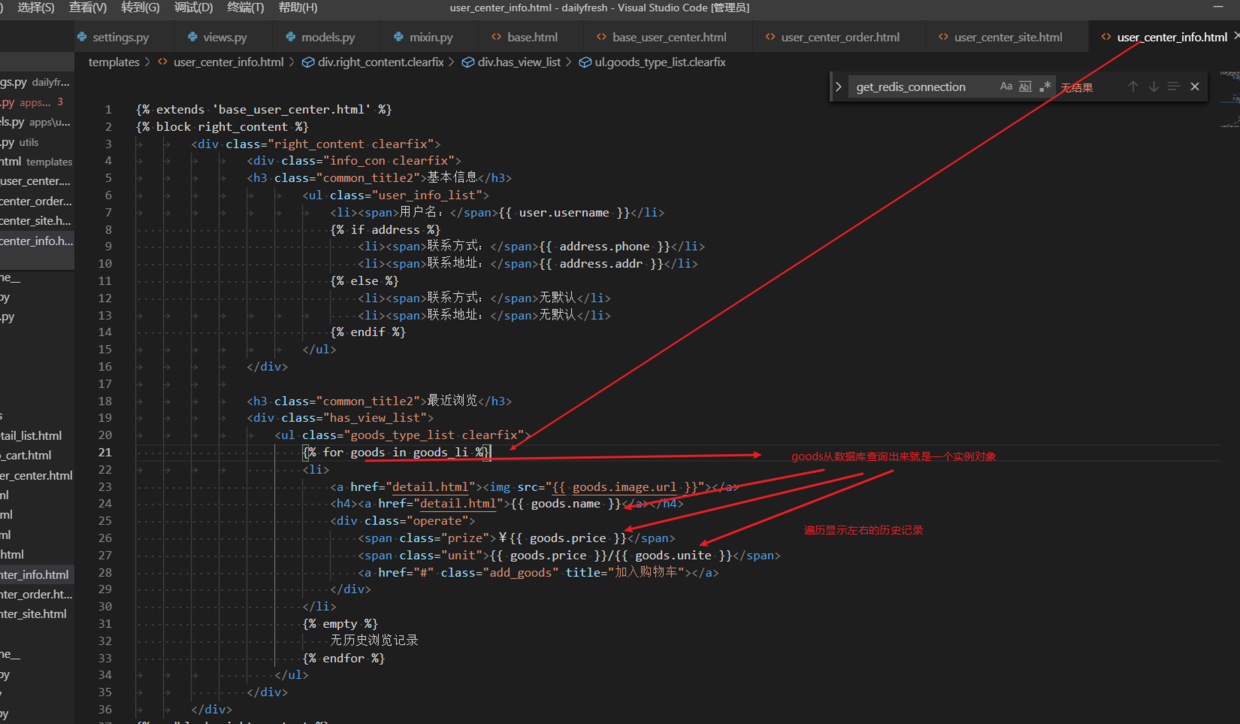 ) 选择(S) 查看(V) 转到(G) 调试(D) 终端(T) 帮助(H) user_center_info.html - dailyfresh - Visual Studio Code [管理员]
settings.py views.py models.py mixin.py base.html base_user_center.html user_center_order.html user_center_site.html user_center_info.html
templates user_center_info.html div.right_content.clearfix div.has_view_list ul.goods_type_list.clearfix
get_redis_connection Aa Abl .* 无结果
gs.py dailyfr...
.py apps... 3
els.py apps\u...
.py utils
html templates
_user_center....
center_order...
center_site.h...
center_info.h...
me__
py
.py
s
etail_list.html
o_cart.html
er_center.html
ml
ml
ml
html
nter_info.html
nter_order.ht...
nter_site.html
me__
py
py
1 {% extends 'base_user_center.html' %}
2 {% block right_content %}
3 <div class="right_content clearfix">
4 <div class="info_con clearfix">
5 <h3 class="common_title2">基本信息</h3>
6 <ul class="user_info_list">
7 <li><span>用户名：</span>{{ user.username }}</li>
8 {% if address %}
9 <li><span>联系方式：</span>{{ address.phone }}</li>
10 <li><span>联系地址：</span>{{ address.addr }}</li>
11 {% else %}
12 <li><span>联系方式：</span>无默认</li>
13 <li><span>联系地址：</span>无默认</li>
14 {% endif %}
15 </ul>
16 </div>
17
18 <h3 class="common_title2">最近浏览</h3>
19 <div class="has_view_list">
20 <ul class="goods_type_list clearfix">
21 {% for goods in goods_li %}
22 <li>
goods从数据库查询出来就是一个实例对象
23 <a href="detail.html"><img src="{{ goods.image.url }}"></a>
24 <h4><a href="detail.html">{{ goods.name }}</a></h4>
25 <div class="operate">
26 <span class="prize">￥{{ goods.price }}</span>
遍历显示左右的历史记录
27 <span class="unit">{{ goods.price }}/{{ goods.unite }}</span>
28 <a href="#" class="add_goods" title="加入购物车"></a>
29 </div>
30 </li>
31 {% empty %}
32 无历史浏览记录
33 {% endfor %}
34 </ul>
35 </div>
36 </div>